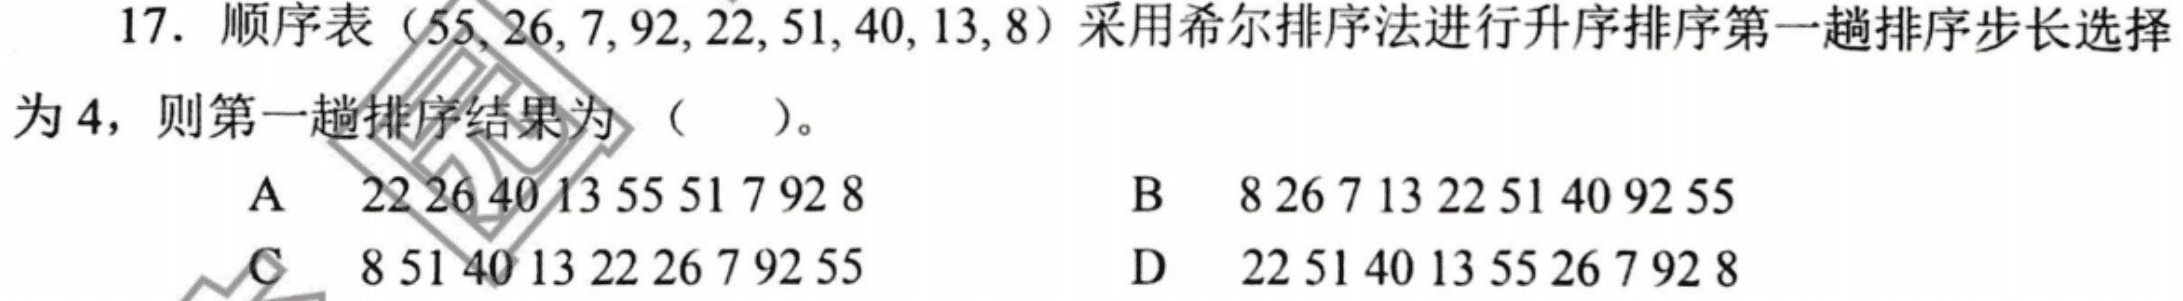 17. 顺序表（55, 26, 7, 92, 22, 51, 40, 13, 8）采用希尔排序法进行升序排序第一趟排序步长选择
为 4，则第一趟排序结果为 （ ）。
A 22 26 40 13 55 51 7 92 8 B 8 26 7 13 22 51 40 92 55
C 8 51 40 13 22 26 7 92 55 D 22 51 40 13 55 26 7 92 8